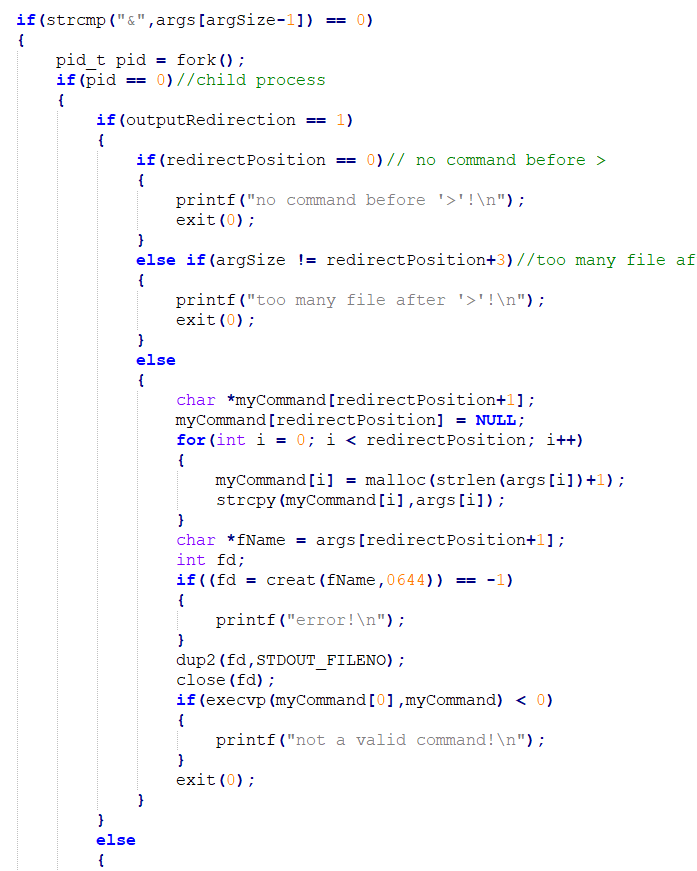 if(strcmp("&",args[argSize-1]) == 0)
{
    pid_t pid = fork();
    if(pid == 0)//child process
    {
        if(outputRedirection == 1)
        {
            if(redirectPosition == 0)// no command before >
            {
                printf("no command before '>'!\n");
                exit(0);
            }
            else if(argSize != redirectPosition+3)//too many file af
            {
                printf("too many file after '>'!\n");
                exit(0);
            }
            else
            {
                char *myCommand[redirectPosition+1];
                myCommand[redirectPosition] = NULL;
                for(int i = 0; i < redirectPosition; i++)
                {
                    myCommand[i] = malloc(strlen(args[i])+1);
                    strcpy(myCommand[i],args[i]);
                }
                char *fName = args[redirectPosition+1];
                int fd;
                if((fd = creat(fName,0644)) == -1)
                {
                    printf("error!\n");
                }
                dup2(fd,STDOUT_FILENO);
                close(fd);
                if(execvp(myCommand[0],myCommand) < 0)
                {
                    printf("not a valid command!\n");
                }
                exit(0);
            }
        }
        else
        {